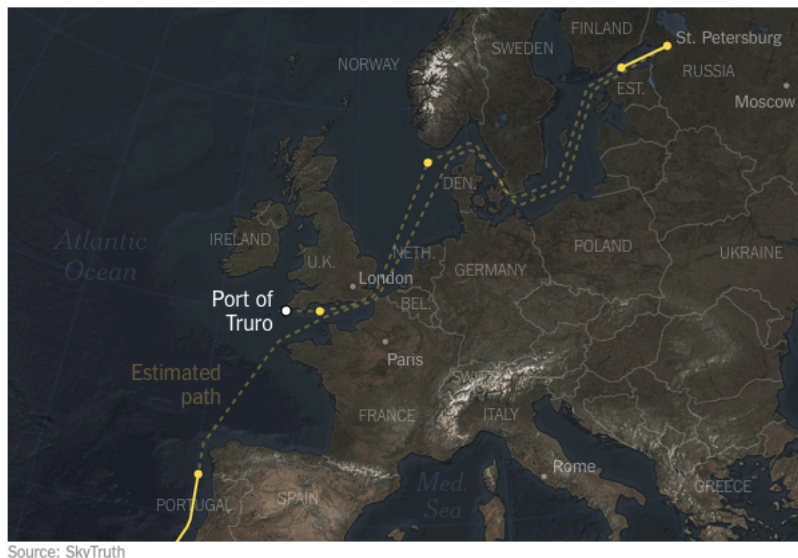 FINLAND
SWEDEN
St. Petersburg
NORWAY
RUSSIA
EST.
Moscow
DEN.
IRELAND
Atlantic
Ocean
U.K.
NETH.
POLAND
UKRAINE
London
GERMANY
Port of
Truro
BEL.
Paris
Estimated
path
SWITZ.
FRANCE
ITALY
Rome
Med.
Sea
GREECE
PORTUGAL
SPAIN
Source: SkyTruth